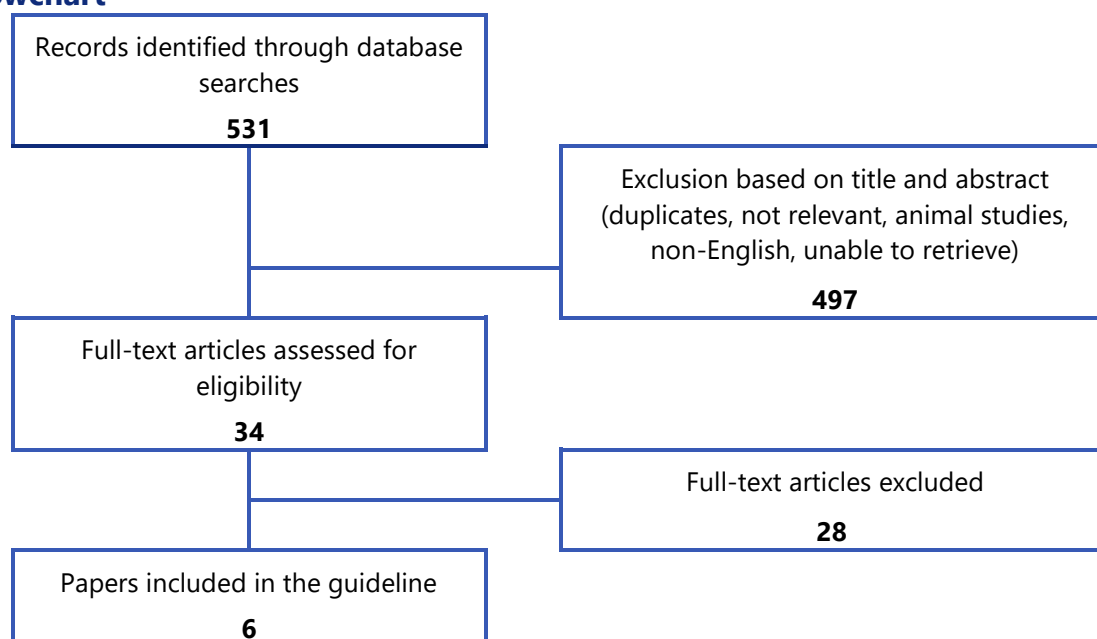 Records identified through database
searches
531
Exclusion based on title and abstract
(duplicates, not relevant, animal studies,
non-English, unable to retrieve)
497
Full-text articles assessed for
eligibility
34
Full-text articles excluded
28
Papers included in the guideline
6